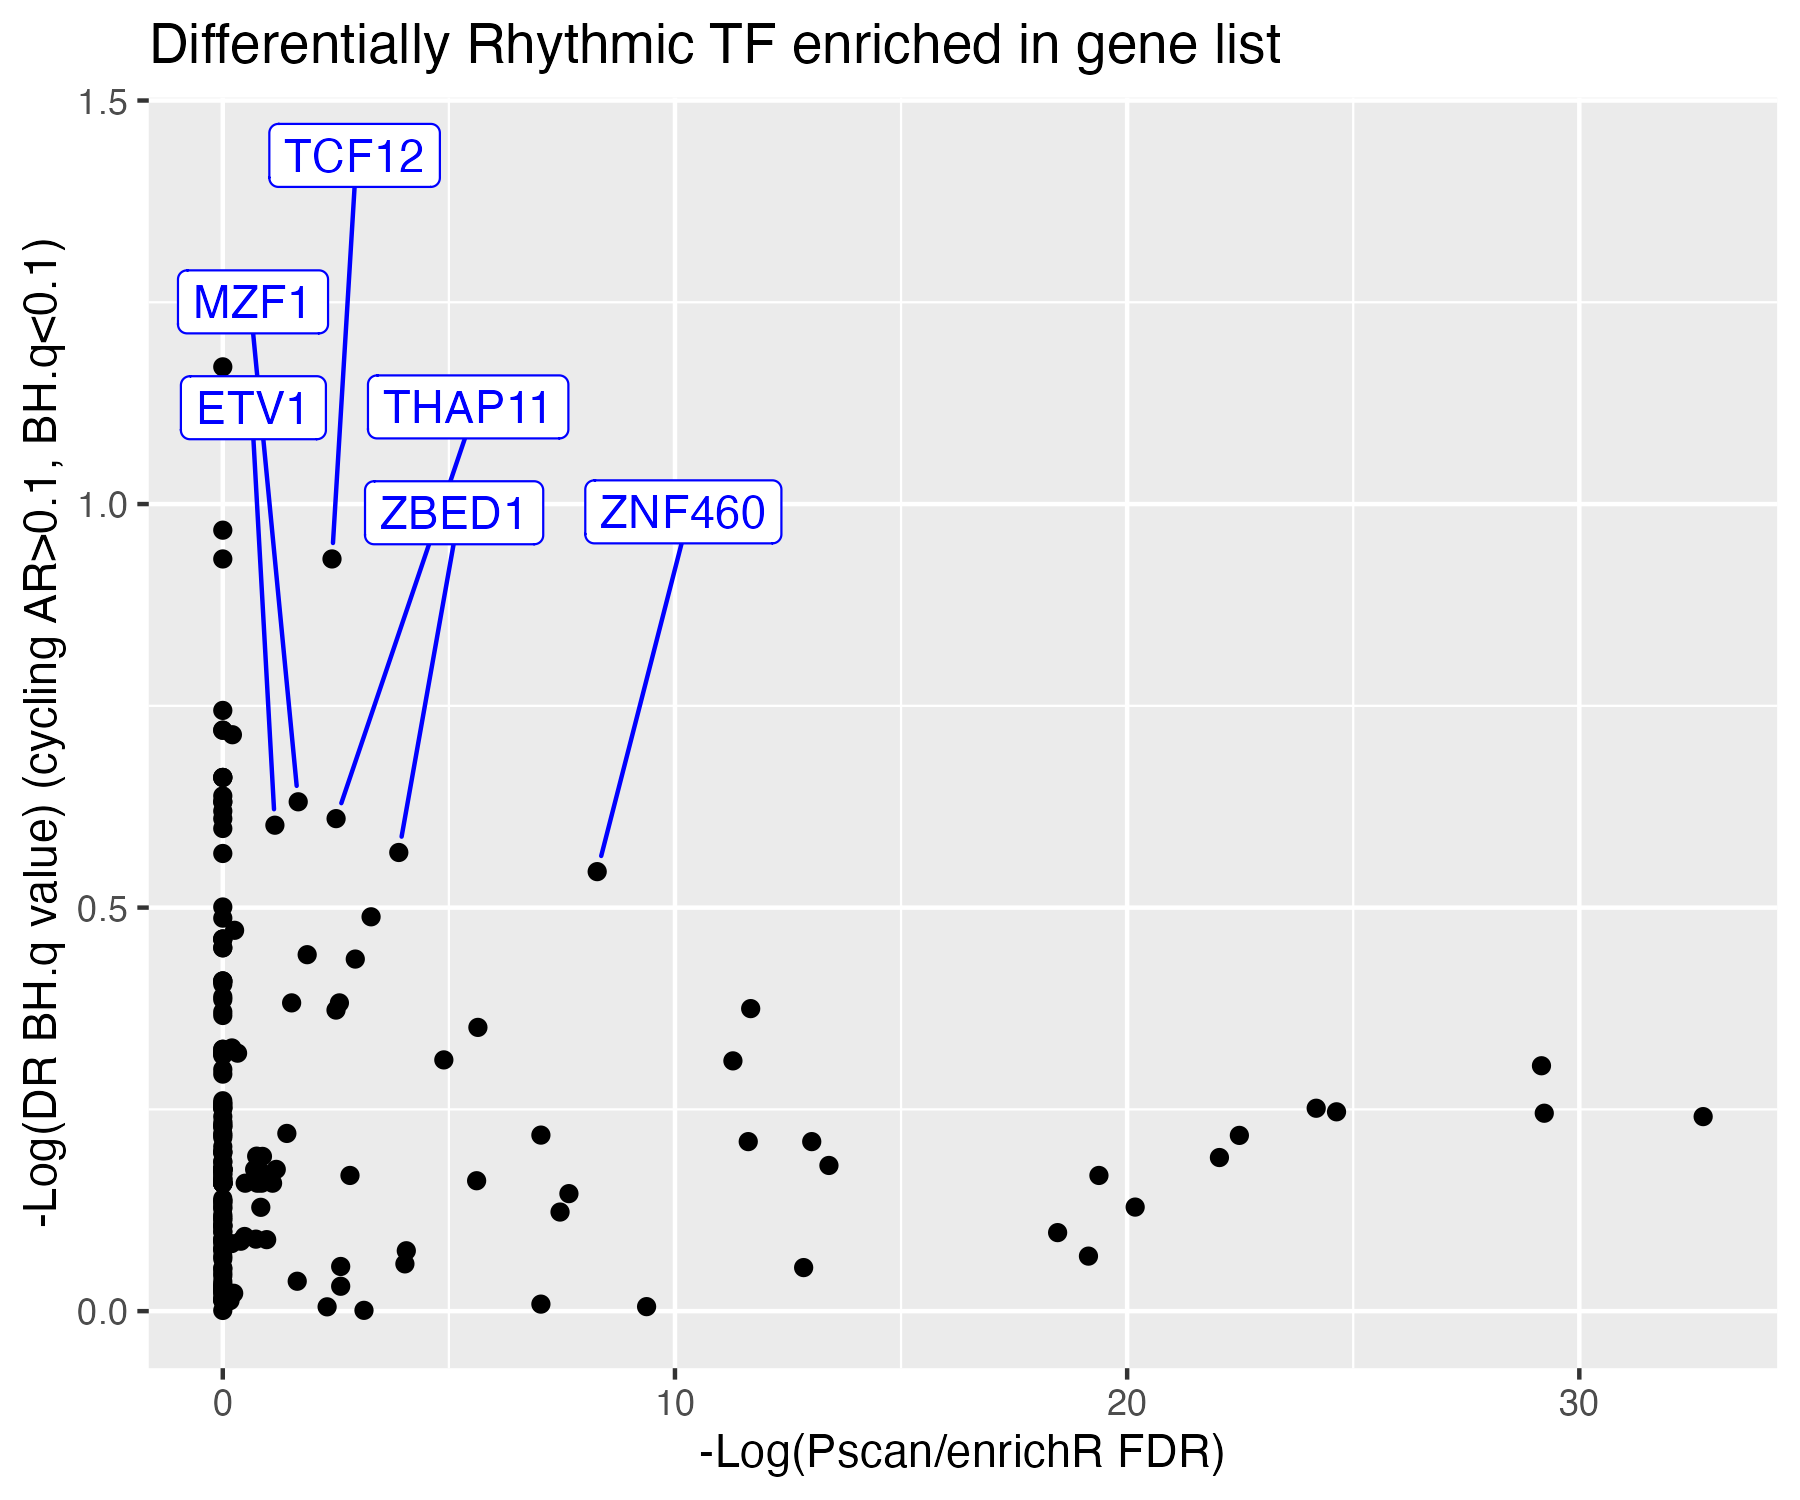 Differentially Rhythmic TF enriched in gene list
-Log(DR BH.q value) (cycling AR>0.1, BH.q<0.1)
1.5
1.0
0.5
0.0
TCF12
MZF1
ETV1
THAP11
ZBED1
ZNF460
0
10
20
30
-Log(Pscan/enrichR FDR)